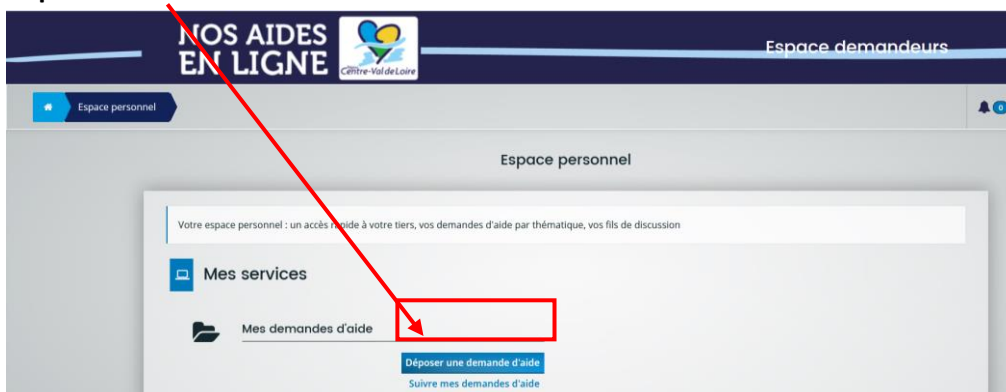 NOS AIDES
EN LIGNE
Centre-Val de Loire
Espace demandeurs
Espace personnel
0
Espace personnel
Votre espace personnel : un accès rapide à votre tiers, vos demandes d'aide par thématique, vos fils de discussion
Mes services
Mes demandes d'aide
Déposer une demande d'aide
Suivre mes demandes d'aide